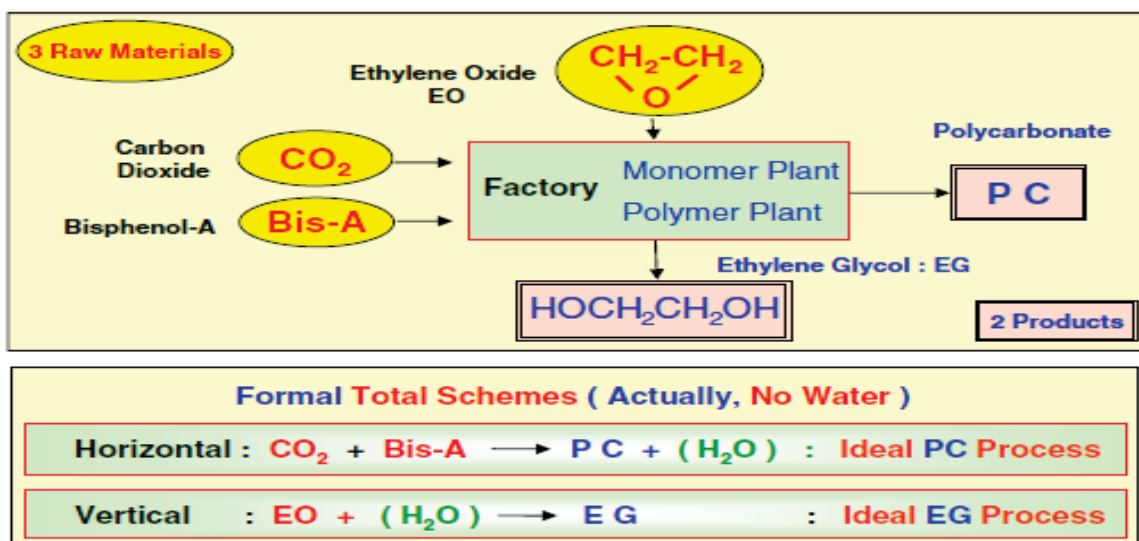 3 Raw Materials
Ethylene Oxide
EO
CH₂-CH₂
O
Carbon
Dioxide
CO₂
Bisphenol-A
Bis-A
Factory
Monomer Plant
Polymer Plant
Polycarbonate
P C
Ethylene Glycol : EG
HOCH₂CH₂OH
2 Products
Formal Total Schemes ( Actually, No Water )
Horizontal : CO₂ + Bis-A → P C + ( H₂O ) : Ideal PC Process
Vertical : EO + ( H₂O ) → E G : Ideal EG Process